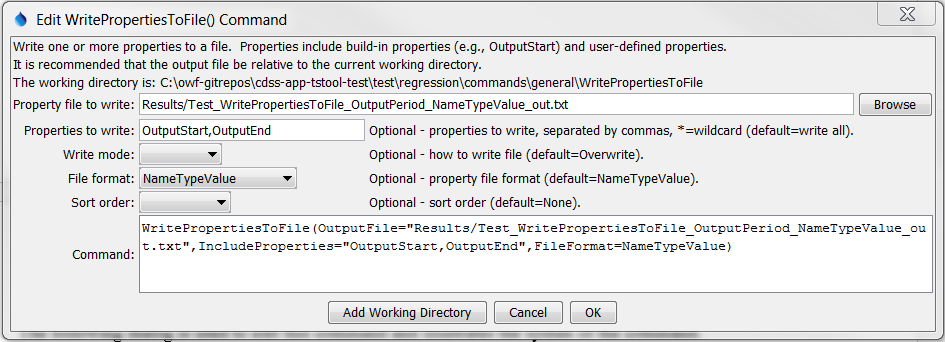 Edit WritePropertiesToFile() Command
Write one or more properties to a file. Properties include build-in properties (e.g., OutputStart) and user-defined properties.
It is recommended that the output file be relative to the current working directory.
The working directory is: C:\owf-gitrepos\cdss-app-tstool-test\test\regression\commands\general\WritePropertiesToFile
Property file to write: Results/Test_WritePropertiesToFile_OutputPeriod_NameTypeValue_out.txt Browse
Properties to write: OutputStart,OutputEnd Optional - properties to write, separated by commas, *=wildcard (default=write all).
Write mode: Optional - how to write file (default=Overwrite).
File format: NameTypeValue Optional - property file format (default=NameTypeValue).
Sort order: Optional - sort order (default=None).
WritePropertiesToFile(OutputFile="Results/Test_WritePropertiesToFile_OutputPeriod_NameTypeValue_ou
t.txt",IncludeProperties="OutputStart,OutputEnd",FileFormat=NameTypeValue)
Command:
Add Working Directory Cancel OK